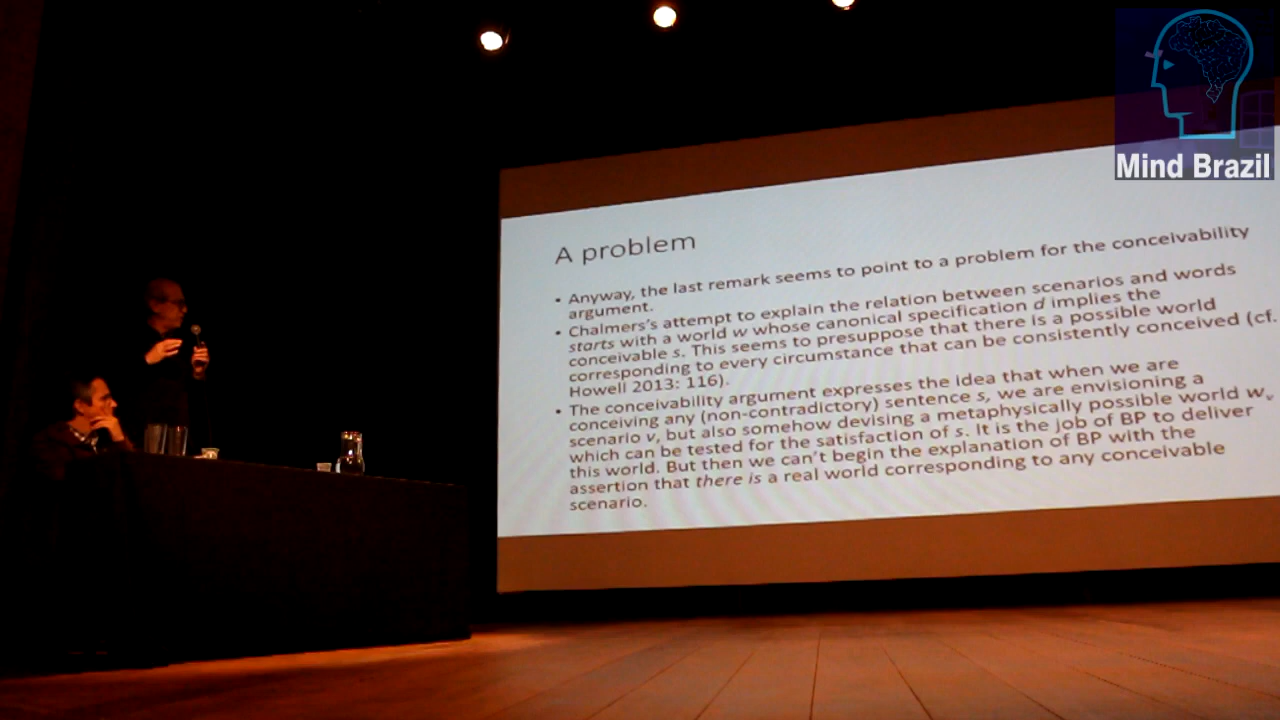 Mind Brazil
A problem
• Anyway, the last remark seems to point to a problem for the conceivability
argument.
• Chalmers's attempt to explain the relation between scenarios and words
starts with a world w whose canonical specification d implies the
conceivable s. This seems to presuppose that there is a possible world
corresponding to every circumstance that can be consistently conceived (cf.
Howell 2013: 116).
• The conceivability argument expresses the idea that when we are
conceiving any (non-contradictory) sentence s, we are envisioning a
scenario v, but also somehow devising a metaphysically possible world wᵥ
which can be tested for the satisfaction of s. It is the job of BP to deliver
this world. But then we can't begin the explanation of BP with the
assertion that there is a real world corresponding to any conceivable
scenario.